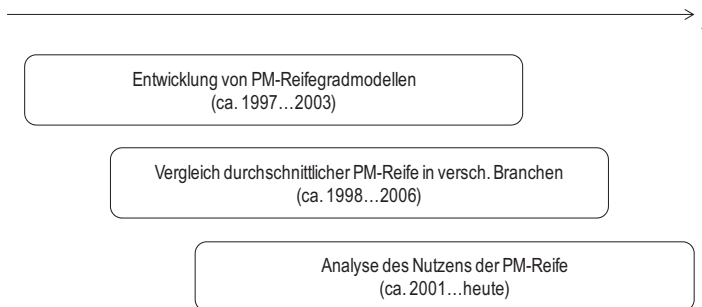 Entwicklung von PM-Reifegradmodellen
(ca. 1997…2003)
Vergleich durchschnittlicher PM-Reife in versch. Branchen
(ca. 1998…2006)
Analyse des Nutzens der PM-Reife
(ca. 2001…heute)